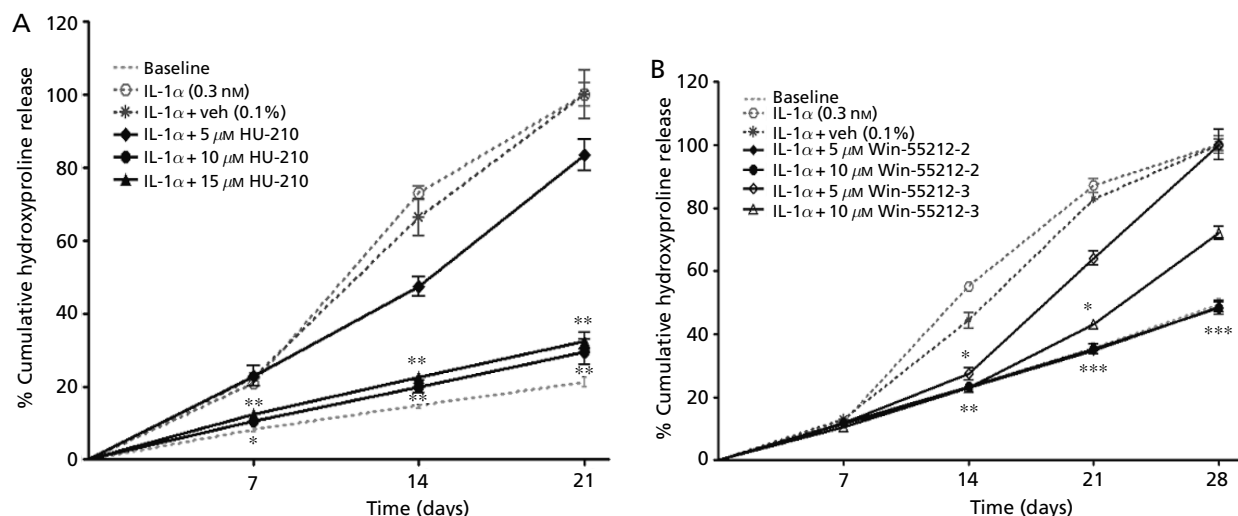 A
% Cumulative hydroxyproline release
120
100
80
60
40
20
0
Baseline
IL-1α (0.3 nM)
IL-1α + veh (0.1%)
IL-1α + 5 μM HU-210
IL-1α + 10 μM HU-210
IL-1α + 15 μM HU-210
**
*
**
**
**
**
7
14
21
Time (days)
B
% Cumulative hydroxyproline release
120
100
80
60
40
20
0
Baseline
IL-1α (0.3 nM)
IL-1α + veh (0.1%)
IL-1α + 5 μM Win-55212-2
IL-1α + 10 μM Win-55212-2
IL-1α + 5 μM Win-55212-3
IL-1α + 10 μM Win-55212-3
*
**
*
***
***
7
14
21
28
Time (days)